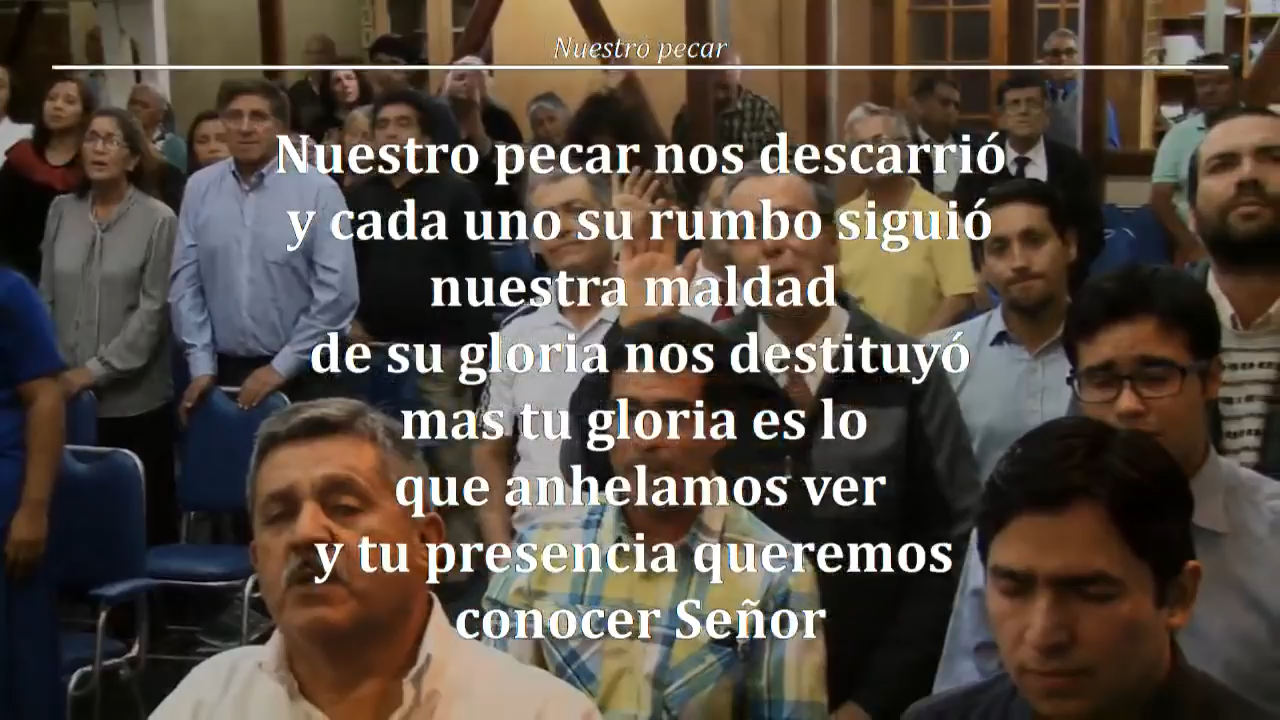 Nuestro pecar
Nuestro pecar nos descarrió
y cada uno su rumbo siguió
nuestra maldad
de su gloria nos destituyó
mas tu gloria es lo
que anhelamos ver
y tu presencia queremos
conocer Señor